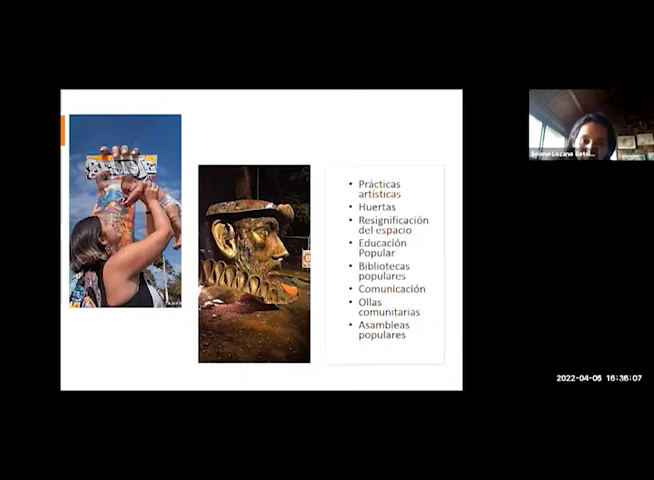 • Prácticas
artísticas
• Huertas
• Resignificación
del espacio
• Educación
Popular
• Bibliotecas
populares
• Comunicación
• Ollas
comunitarias
• Asambleas
populares
Lozano
2022-04-05 16:36:07